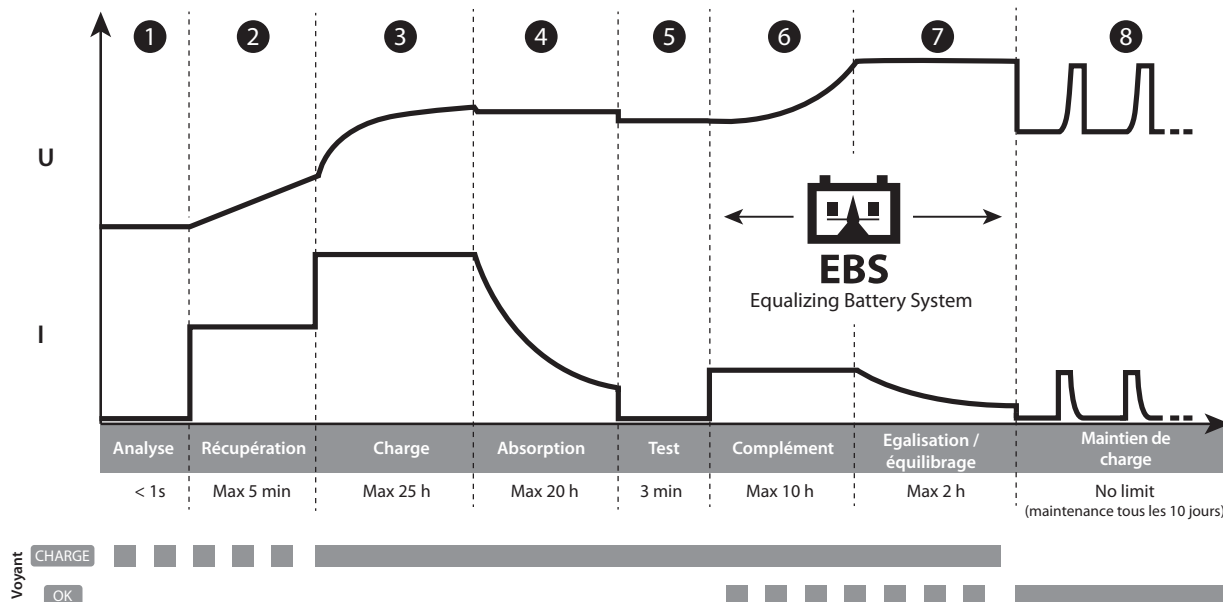 1 2 3 4 5 6 7 8
U
EBS
Equalizing Battery System
I
Analyse Récupération Charge Absorption Test Complément Egalisation / équilibrage Maintien de charge
< 1s Max 5 min Max 25 h Max 20 h 3 min Max 10 h Max 2 h No limit
(maintenance tous les 10 jours)
Voyant
CHARGE
OK